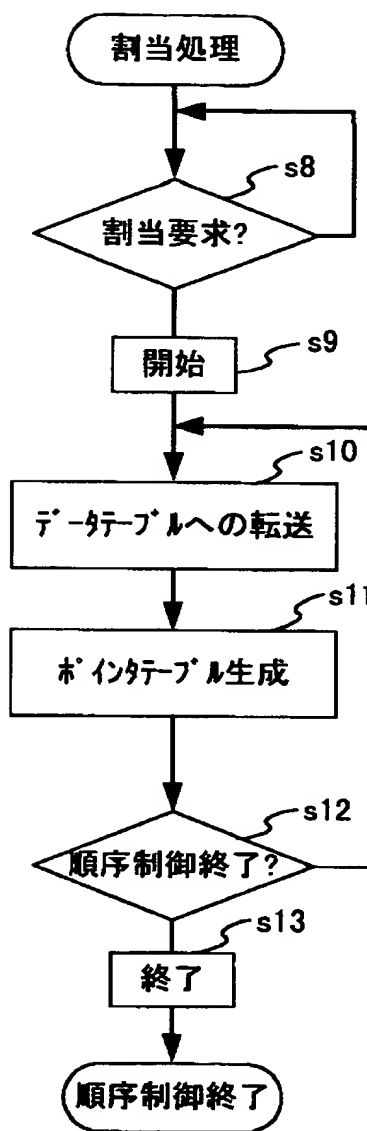 割当処理
s8
割当要求?
s9
開始
s10
データテーブルへの転送
s11
ポインタテーブル生成
s12
順序制御終了?
s13
終了
順序制御終了